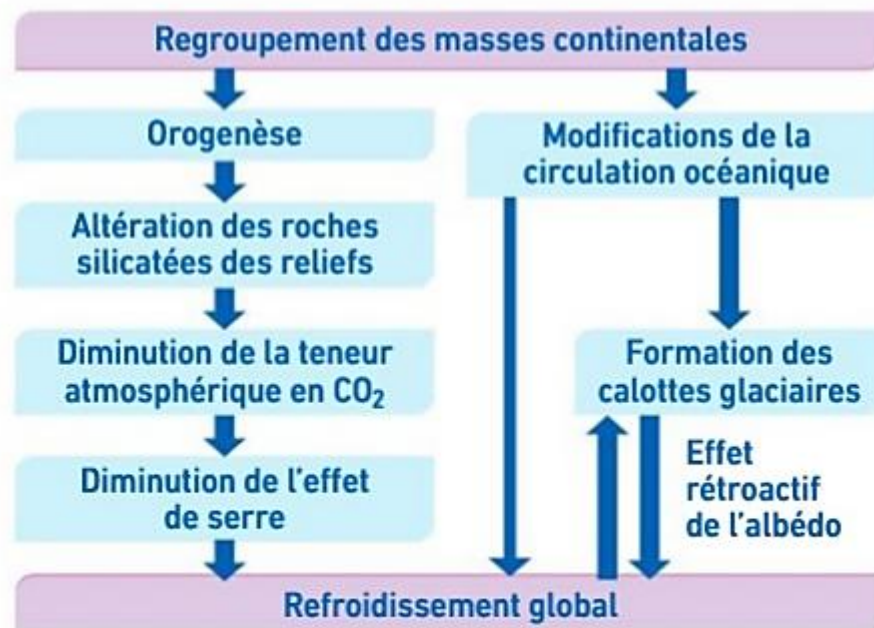 Regroupement des masses continentales
Orogenèse
Altération des roches
silicatées des reliefs
Diminution de la teneur
atmosphérique en CO₂
Diminution de l'effet
de serre
Modifications de la
circulation océanique
Formation des
calottes glaciaires
Effet
rétroactif
de l'albédo
Refroidissement global